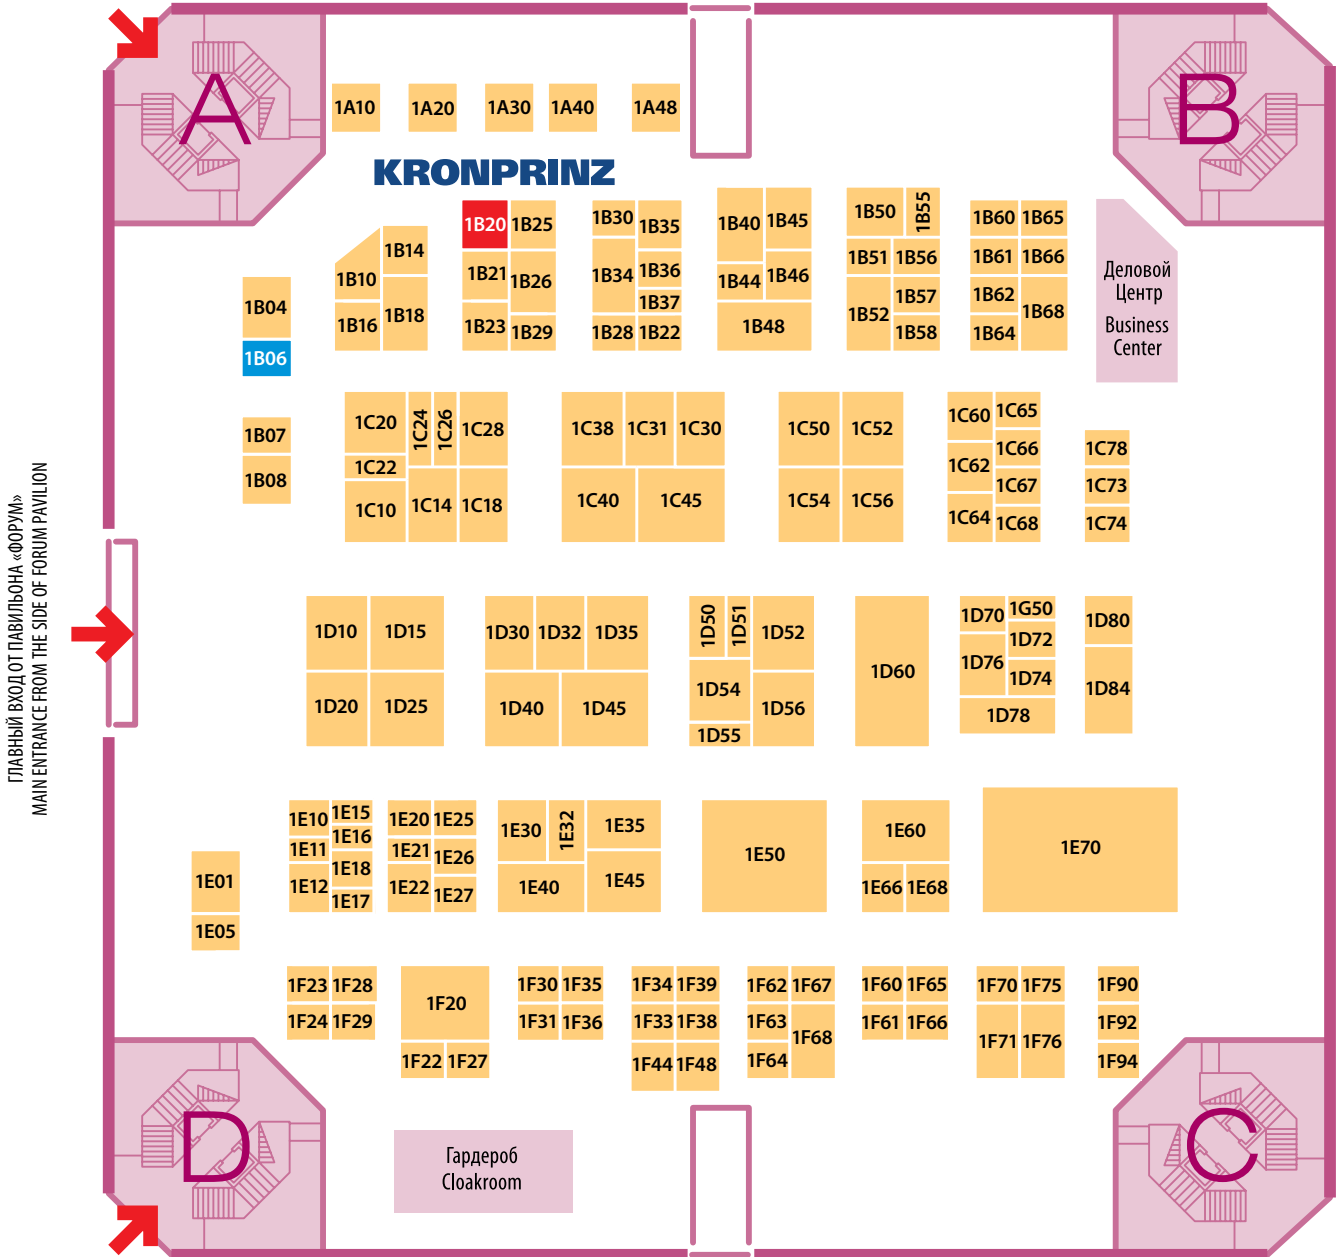 A
B
1A10 1A20 1A30 1A40 1A48
KRONPRINZ
1B20 1B25 1B30 1B35 1B40 1B45 1B50 1B55 1B60 1B65
1B10 1B14 1B21 1B26 1B34 1B36 1B44 1B46 1B51 1B56 1B61 1B66
1B16 1B18 1B23 1B29 1B37 1B28 1B22 1B48 1B52 1B57 1B58 1B62 1B64 1B68
Деловой
Центр
Business
Center
1B04
1B06
1B07
1B08
1C20 1C24 1C26 1C28 1C38 1C31 1C30 1C50 1C52 1C60 1C65
1C22 1C62 1C66 1C78
1C10 1C14 1C18 1C40 1C45 1C54 1C56 1C64 1C67 1C68 1C73 1C74
ГЛАВНЫЙ ВХОД ОТ ПАВИЛЬОНА «ФОРУМ»
MAIN ENTRANCE FROM THE SIDE OF FORUM PAVILION
1D10 1D15 1D30 1D32 1D35 1D50 1D51 1D52 1D60 1D70 1G50 1D80
1D72 1D76 1D74
1D20 1D25 1D40 1D45 1D54 1D55 1D56 1D78 1D84
1E10 1E15 1E20 1E25 1E30 1E32 1E35 1E50 1E60 1E70
1E11 1E16 1E21 1E26
1E12 1E18 1E17 1E22 1E27 1E40 1E45 1E66 1E68
1E01
1E05
1F23 1F28 1F20 1F30 1F35 1F34 1F39 1F62 1F67 1F60 1F65 1F70 1F75 1F90
1F24 1F29 1F31 1F36 1F33 1F38 1F63 1F68 1F61 1F66 1F71 1F76 1F92
1F22 1F27 1F44 1F48 1F64 1F94
D
C
Гардероб
Cloakroom